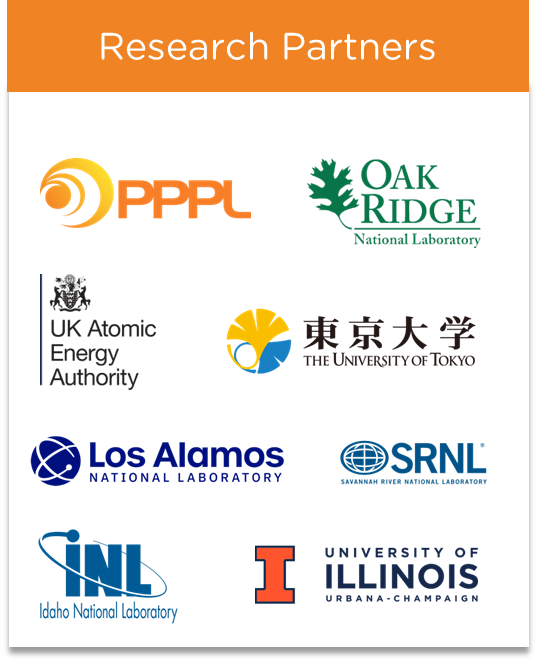 Research Partners
PPPL
OAK
RIDGE
National Laboratory
UK Atomic
Energy
Authority
東京大学
THE UNIVERSITY OF TOKYO
Los Alamos
NATIONAL LABORATORY
SRNL®
SAVANNAH RIVER NATIONAL LABORATORY
INL
Idaho National Laboratory
I
UNIVERSITY OF
ILLINOIS
URBANA-CHAMPAIGN